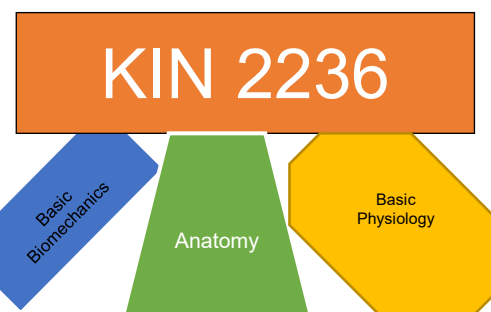 KIN 2236
Basic
Biomechanics
Anatomy
Basic
Physiology